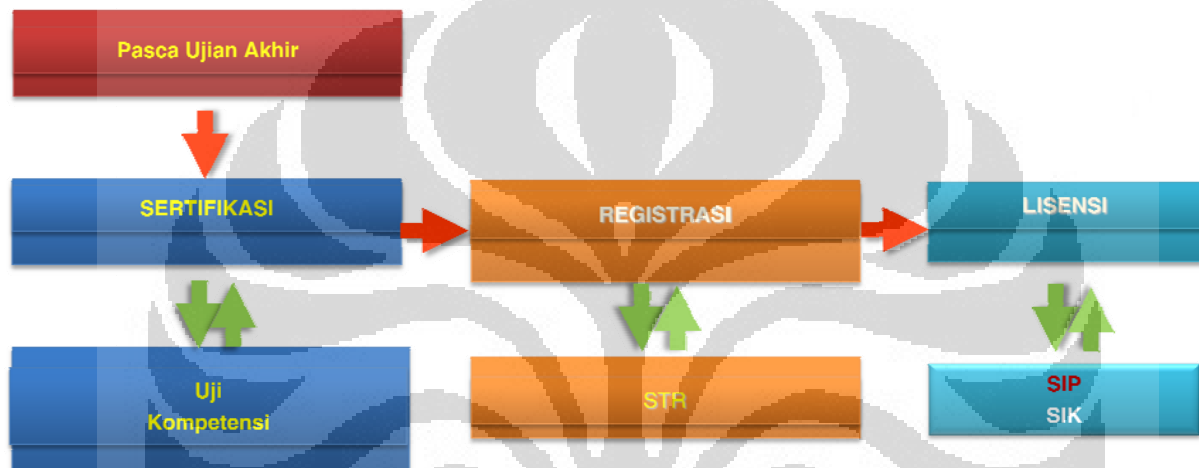 Pasca Ujian Akhir
SERTIFIKASI
REGISTRASI
LISENSI
Uji
Kompetensi
STR
SIP
SIK